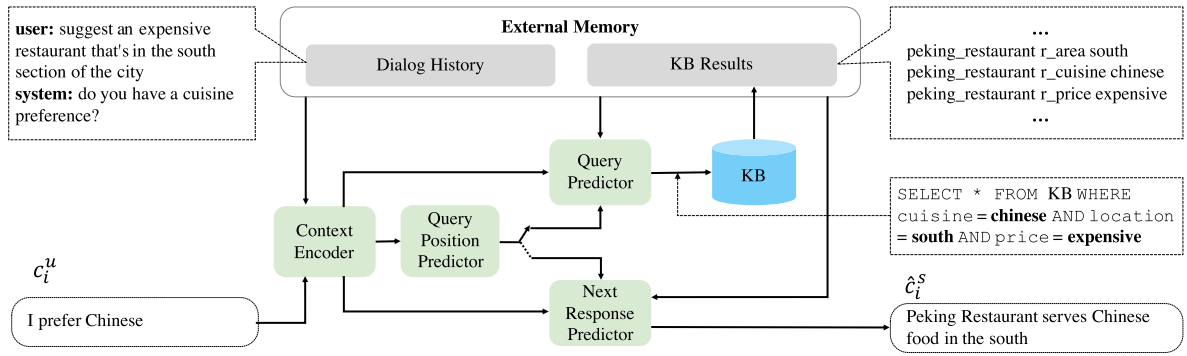 user: suggest an expensive
restaurant that's in the south
section of the city
system: do you have a cuisine
preference?
External Memory
Dialog History
KB Results
...
peking_restaurant r_area south
peking_restaurant r_cuisine chinese
peking_restaurant r_price expensive
...
Query
Predictor
KB
SELECT * FROM KB WHERE
cuisine = chinese AND location
= south AND price = expensive
Context
Encoder
Query
Position
Predictor
c_i^u
I prefer Chinese
Next
Response
Predictor
ĉ_i^s
Peking Restaurant serves Chinese
food in the south